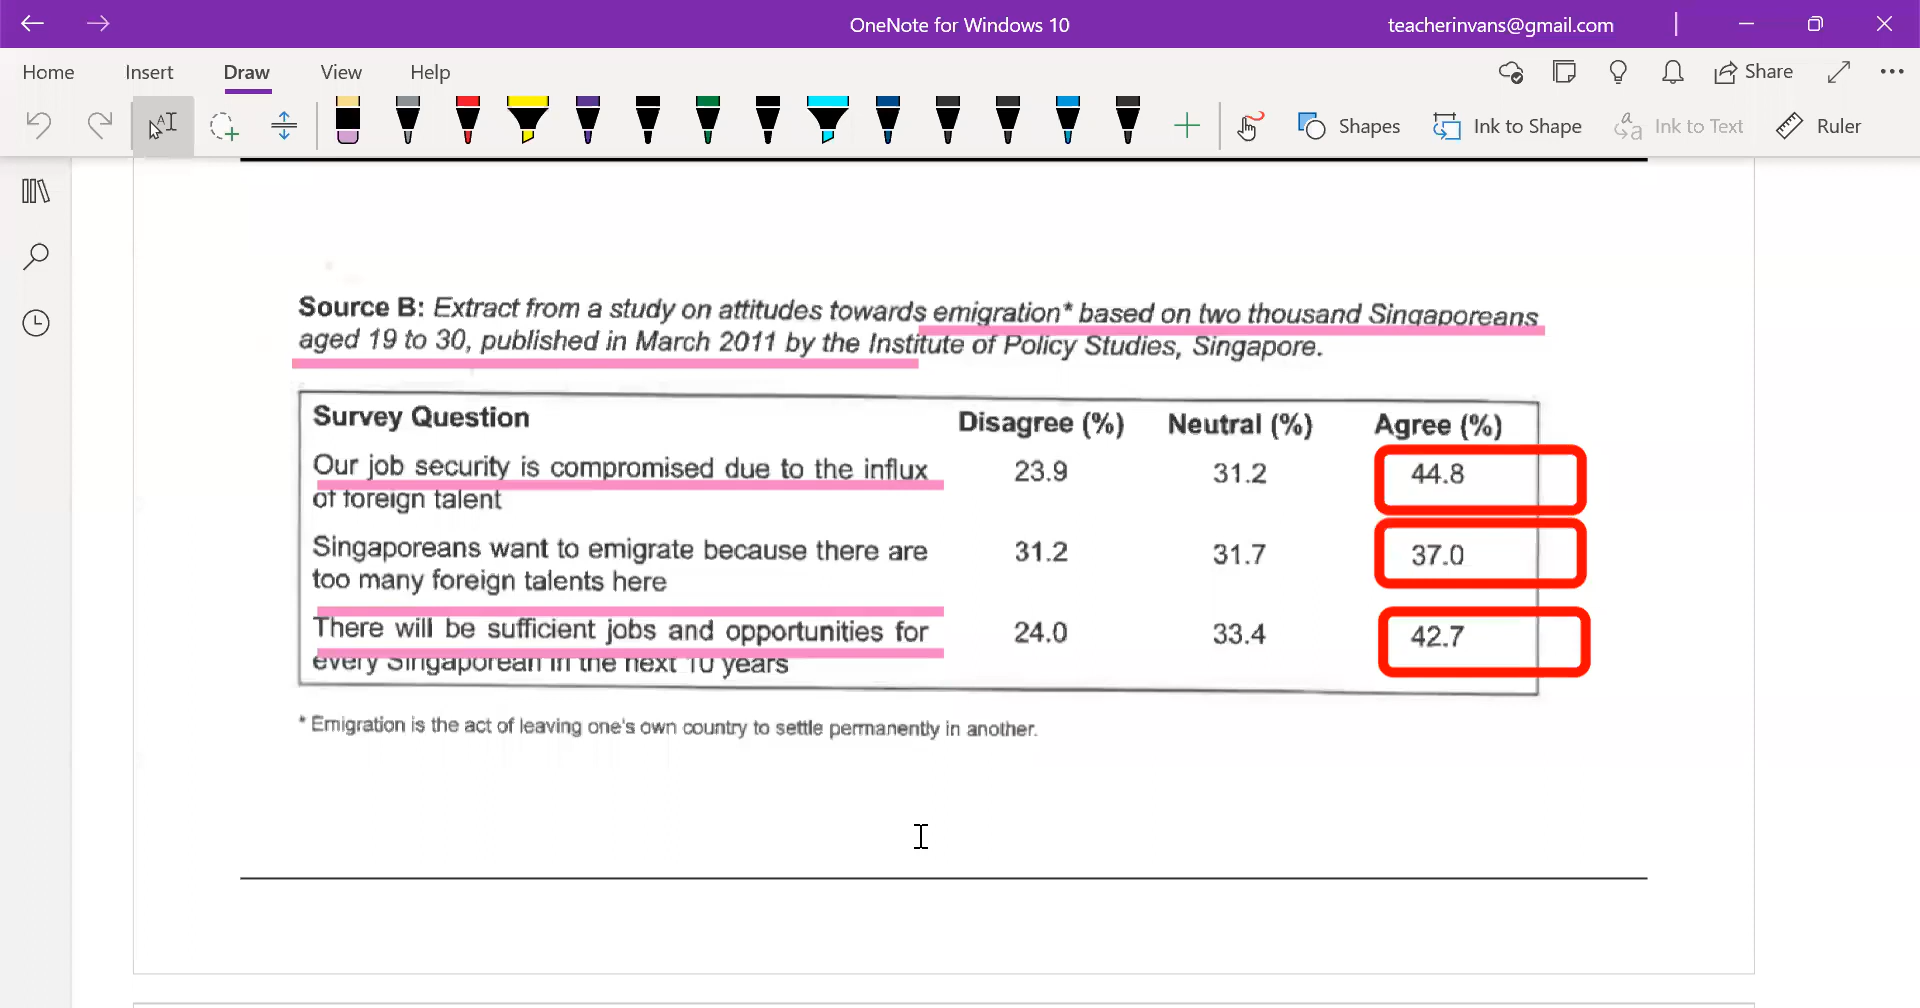 OneNote for Windows 10
teacherinvans@gmail.com
Home Insert Draw View Help
Share
Shapes Ink to Shape Ink to Text Ruler
Source B: Extract from a study on attitudes towards emigration* based on two thousand Singaporeans
aged 19 to 30, published in March 2011 by the Institute of Policy Studies, Singapore.
Survey Question Disagree (%) Neutral (%) Agree (%)
Our job security is compromised due to the influx 23.9 31.2 44.8
of foreign talent
Singaporeans want to emigrate because there are 31.2 31.7 37.0
too many foreign talents here
There will be sufficient jobs and opportunities for 24.0 33.4 42.7
every Singaporean in the next 10 years
* Emigration is the act of leaving one's own country to settle permanently in another.